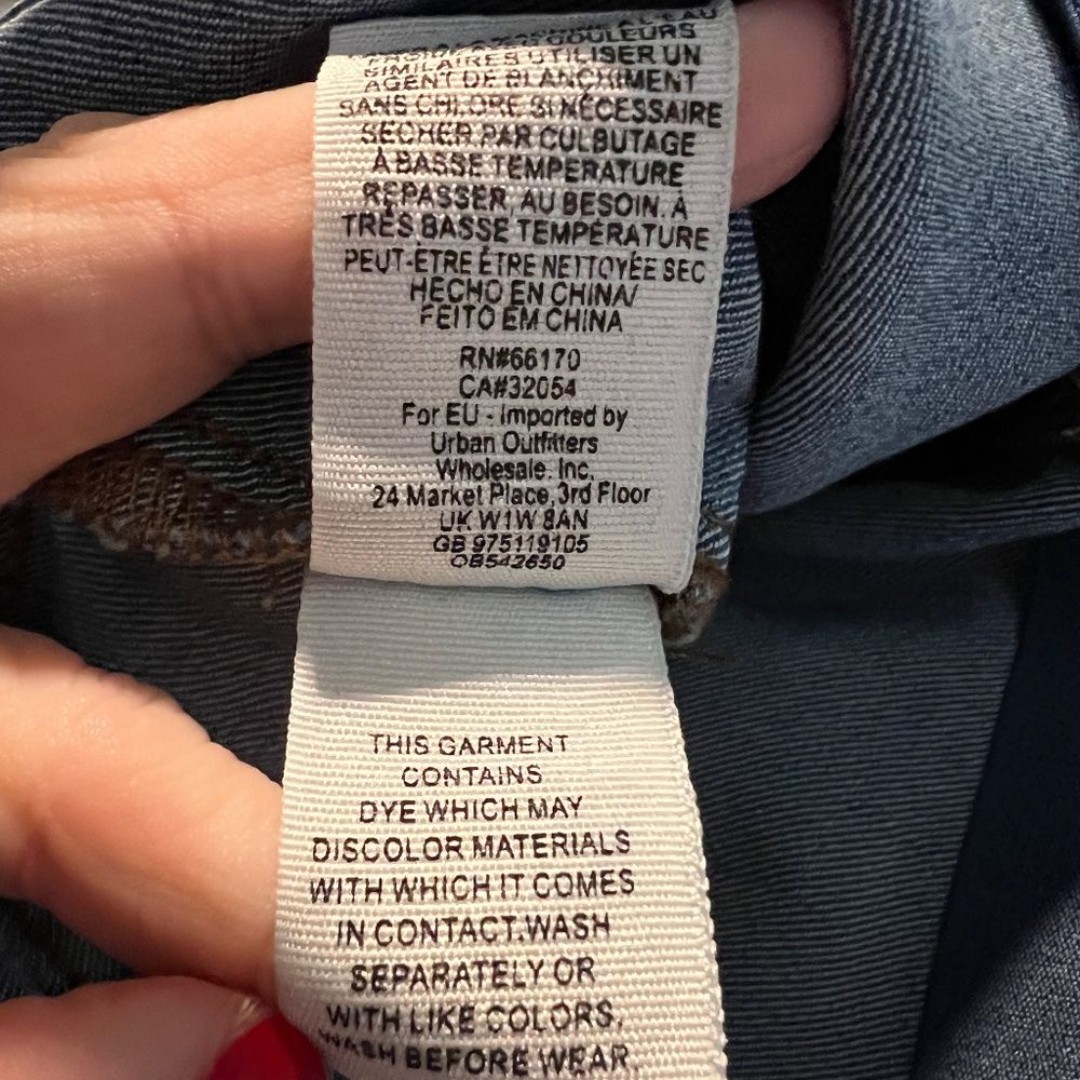 COULEURS
SIMILAIRES UTILISER UN
AGENT DE BLANCHIMENT
SANS CHLORE SI NÉCESSAIRE
SÉCHER PAR CULBUTAGE
À BASSE TEMPÉRATURE
REPASSER, AU BESOIN, À
TRÈS BASSE TEMPÉRATURE
PEUT-ÊTRE ÊTRE NETTOYÉE SEC
HECHO EN CHINA/
FEITO EM CHINA
RN#66170
CA#32054
For EU - Imported by
Urban Outfitters
Wholesale, Inc.
24 Market Place, 3rd Floor
UK W1W 8AN
GB 975119105
OB542650
THIS GARMENT
CONTAINS
DYE WHICH MAY
DISCOLOR MATERIALS
WITH WHICH IT COMES
IN CONTACT.WASH
SEPARATELY OR
WITH LIKE COLORS.
WASH BEFORE WEAR.